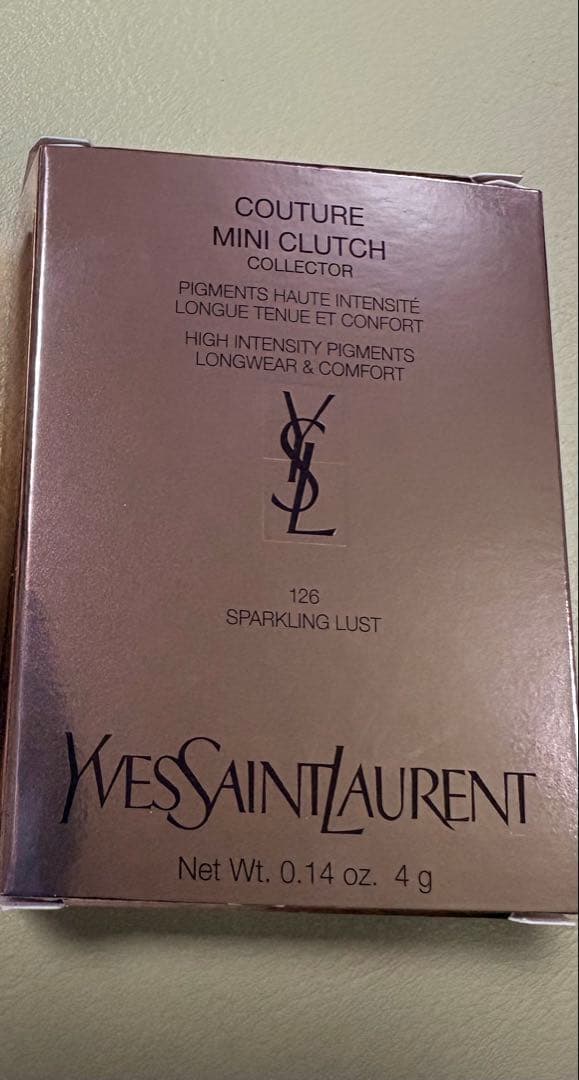 COUTURE
MINI CLUTCH
COLLECTOR
PIGMENTS HAUTE INTENSITÉ
LONGUE TENUE ET CONFORT
HIGH INTENSITY PIGMENTS
LONGWEAR & COMFORT
YSL
126
SPARKLING LUST
YVESSAINTLAURENT
Net Wt. 0.14 oz. 4 g